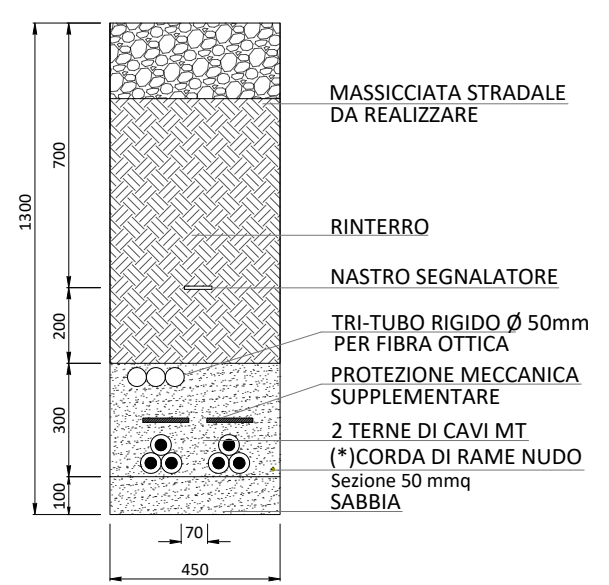 1300
700
200
300
100
MASSICCIATA STRADALE
DA REALIZZARE
RINTERRO
NASTRO SEGNALATORE
TRI-TUBO RIGIDO Ø 50mm
PER FIBRA OTTICA
PROTEZIONE MECCANICA
SUPPLEMENTARE
2 TERNE DI CAVI MT
(*)CORDA DI RAME NUDO
Sezione 50 mmq
SABBIA
70
450